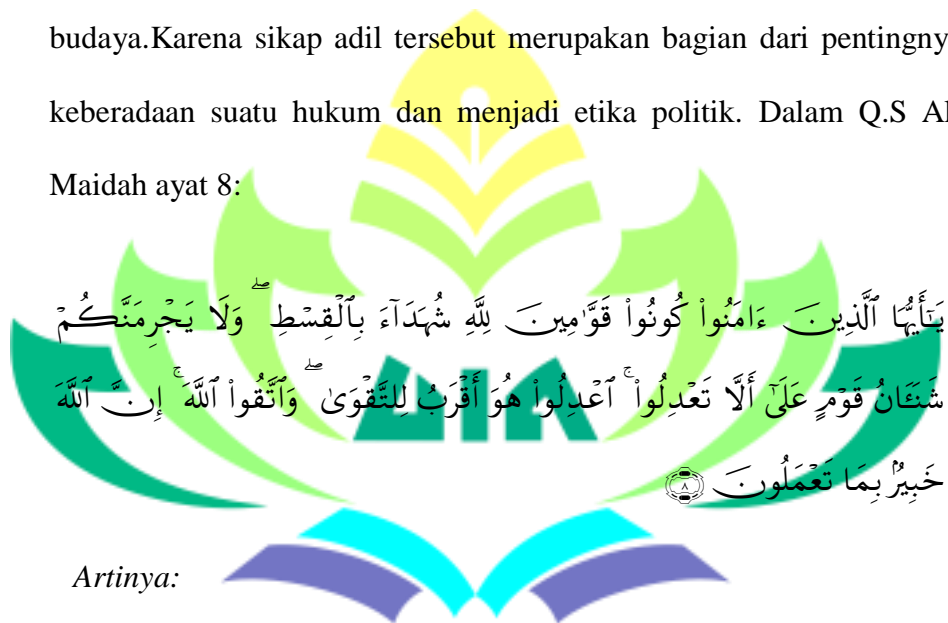 budaya.Karena sikap adil tersebut merupakan bagian dari pentingny
keberadaan suatu hukum dan menjadi etika politik. Dalam Q.S Al
Maidah ayat 8:
يَٰٓأَيُّهَا ٱلَّذِينَ ءَامَنُوا۟ كُونُوا۟ قَوَّٰمِينَ لِلَّهِ شُهَدَآءَ بِٱلْقِسْطِ ۖ وَلَا يَجْرِمَنَّكُمْ
شَنَـَٔانُ قَوْمٍ عَلَىٰٓ أَلَّا تَعْدِلُوا۟ ۚ ٱعْدِلُوا۟ هُوَ أَقْرَبُ لِلتَّقْوَىٰ ۖ وَٱتَّقُوا۟ ٱللَّهَ ۚ إِنَّ ٱللَّهَ
خَبِيرٌۢ بِمَا تَعْمَلُونَ ۝٨
Artinya: